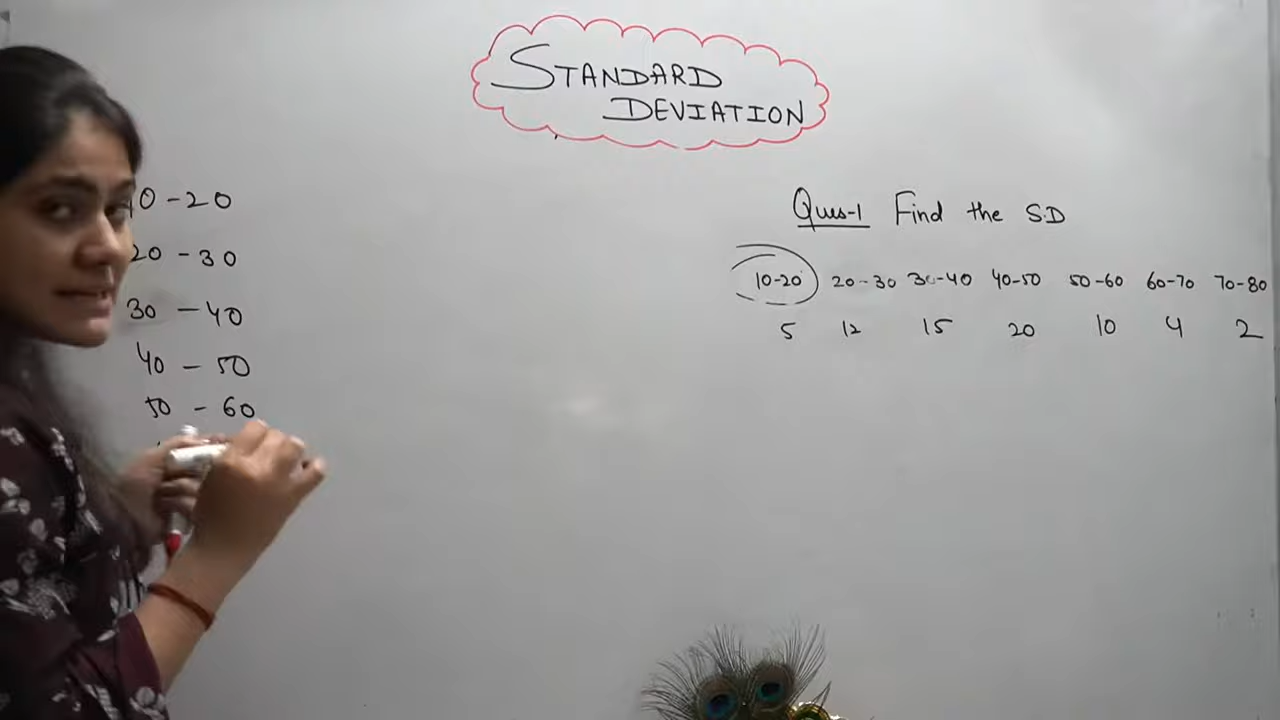 STANDARD
DEVIATION
10-20
20-30
30-40
40-50
50-60
Ques-1 Find the S.D
10-20 20-30 30-40 40-50 50-60 60-70 70-80
5 12 15 20 10 4 2